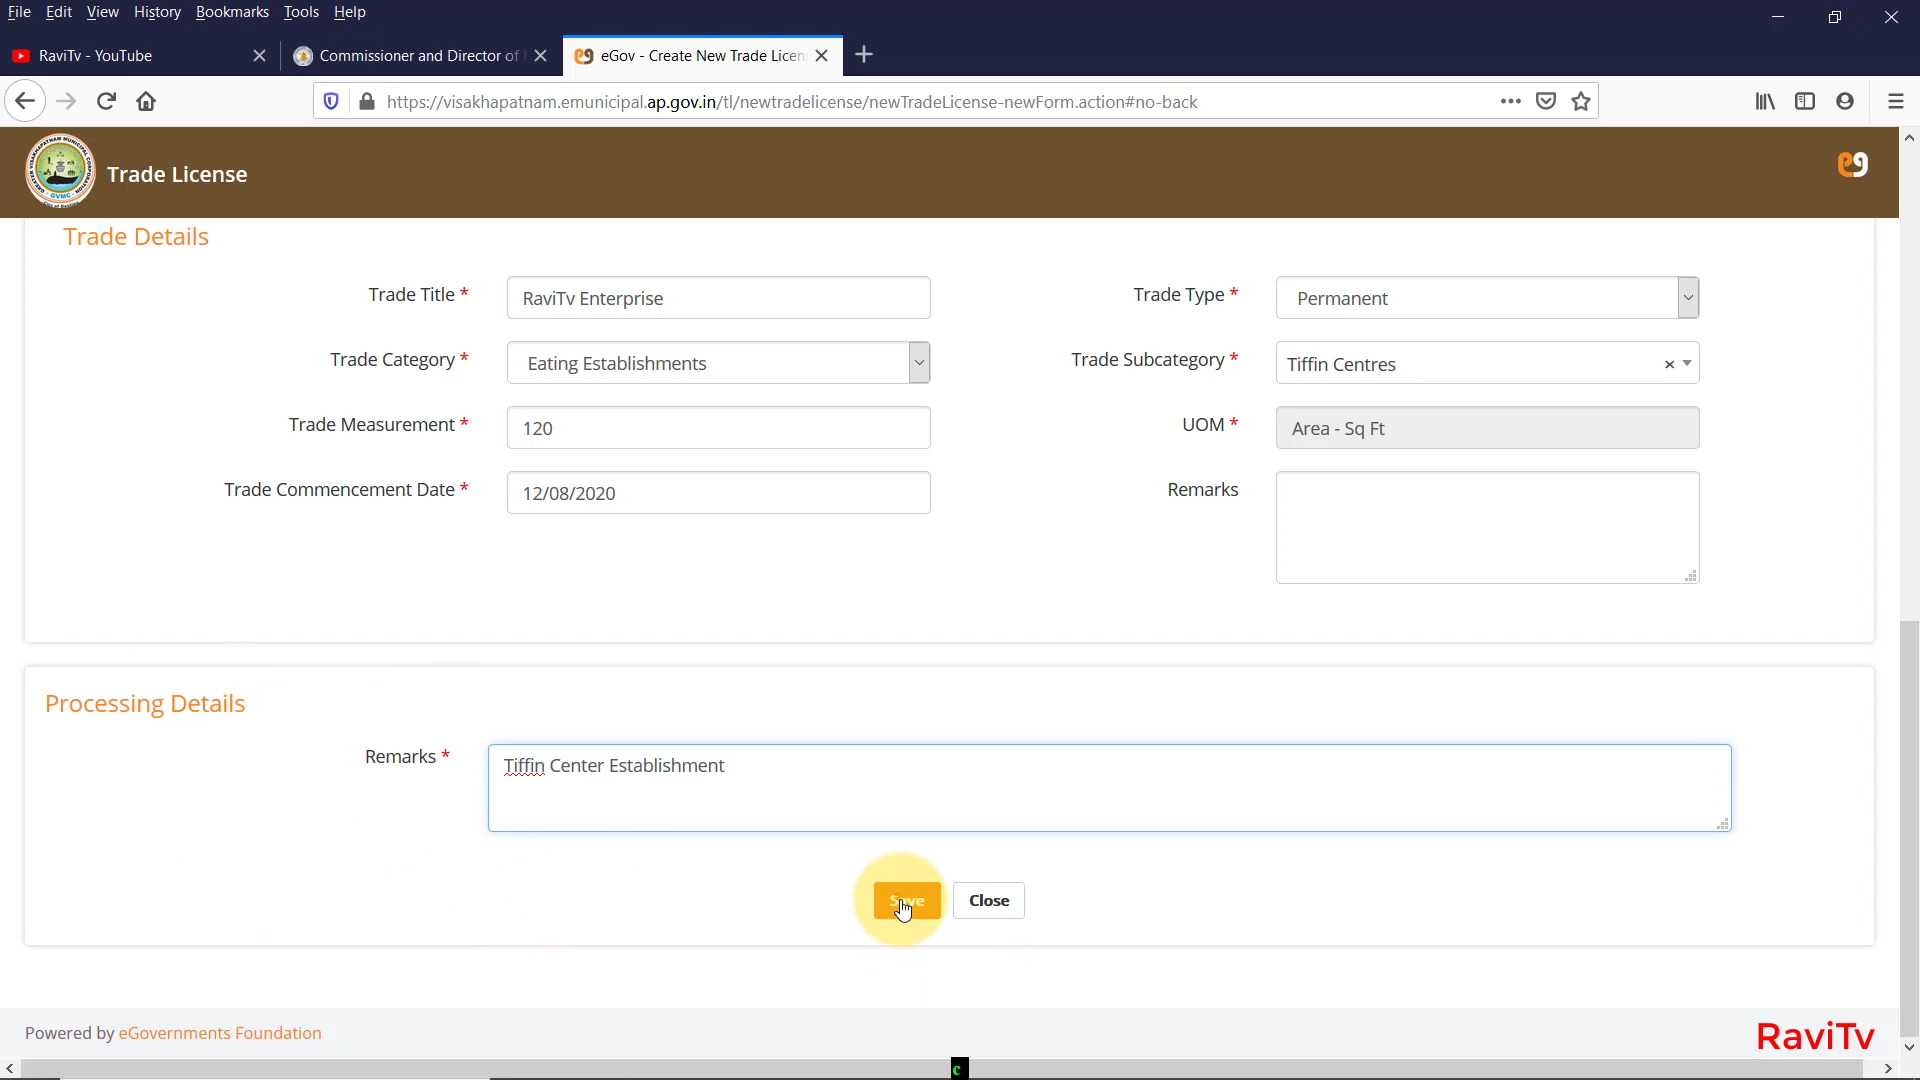 File Edit View History Bookmarks Tools Help
RaviTv - YouTube
Commissioner and Director of
eGov - Create New Trade Licen
https://visakhapatnam.emunicipal.ap.gov.in/tl/newtradelicense/newTradeLicense-newForm.action#no-back
Trade License
Trade Details
Trade Title * RaviTv Enterprise Trade Type * Permanent
Trade Category * Eating Establishments Trade Subcategory * Tiffin Centres × 
Trade Measurement * 120 UOM * Area - Sq Ft
Trade Commencement Date * 12/08/2020 Remarks
Processing Details
Remarks * Tiffin Center Establishment
Save Close
Powered by eGovernments Foundation
RaviTv
c